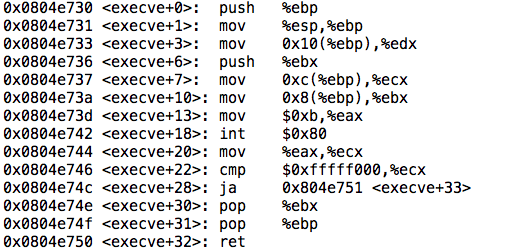 0x0804e730 <execve+0>:  push   %ebp
0x0804e731 <execve+1>:  mov    %esp,%ebp
0x0804e733 <execve+3>:  mov    0x10(%ebp),%edx
0x0804e736 <execve+6>:  push   %ebx
0x0804e737 <execve+7>:  mov    0xc(%ebp),%ecx
0x0804e73a <execve+10>: mov    0x8(%ebp),%ebx
0x0804e73d <execve+13>: mov    $0xb,%eax
0x0804e742 <execve+18>: int    $0x80
0x0804e744 <execve+20>: mov    %eax,%ecx
0x0804e746 <execve+22>: cmp    $0xfffff000,%ecx
0x0804e74c <execve+28>: ja     0x804e751 <execve+33>
0x0804e74e <execve+30>: pop    %ebx
0x0804e74f <execve+31>: pop    %ebp
0x0804e750 <execve+32>: ret